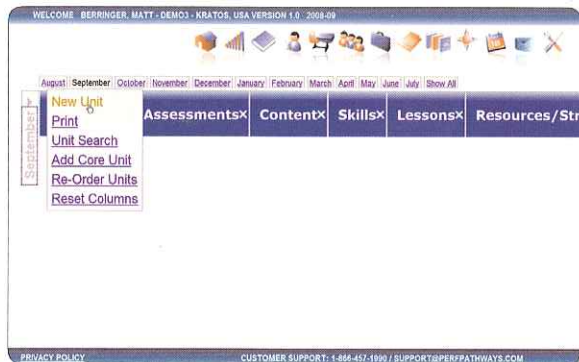 WELCOME BERRINGER, MATT - DEMO3 - KRATOS, USA VERSION 1.0 2008-09
August September October November December January February March April May June July Show All
September
New Unit
Print
Unit Search
Add Core Unit
Re-Order Units
Reset Columns
Assessments× Content× Skills× Lessons× Resources/Str
PRIVACY POLICY CUSTOMER SUPPORT: 1-866-457-1990 / SUPPORT@PERFPATHWAYS.COM